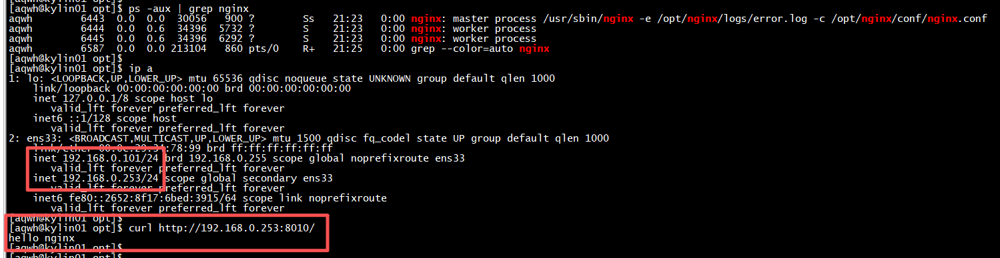 [aqwh@kylin01 opt]$ ps -aux | grep nginx
aqwh 6443 0.0 0.0 30056 900 ? Ss 21:23 0:00 nginx: master process /usr/sbin/nginx -e /opt/nginx/logs/error.log -c /opt/nginx/conf/nginx.conf
aqwh 6444 0.0 0.6 34396 5732 ? S 21:23 0:00 nginx: worker process
aqwh 6445 0.0 0.6 34396 6292 ? S 21:23 0:00 nginx: worker process
aqwh 6587 0.0 0.0 213104 860 pts/0 R+ 21:25 0:00 grep --color=auto nginx
[aqwh@kylin01 opt]$
[aqwh@kylin01 opt]$ ip a
1: lo: <LOOPBACK,UP,LOWER_UP> mtu 65536 qdisc noqueue state UNKNOWN group default qlen 1000
link/loopback 00:00:00:00:00:00 brd 00:00:00:00:00:00
inet 127.0.0.1/8 scope host lo
valid_lft forever preferred_lft forever
inet6 ::1/128 scope host
valid_lft forever preferred_lft forever
2: ens33: <BROADCAST,MULTICAST,UP,LOWER_UP> mtu 1500 qdisc fq_codel state UP group default qlen 1000
link/ether 00:0c:29:34:78:99 brd ff:ff:ff:ff:ff:ff
inet 192.168.0.101/24 brd 192.168.0.255 scope global noprefixroute ens33
valid_lft forever preferred_lft forever
inet 192.168.0.253/24 scope global secondary ens33
valid_lft forever preferred_lft forever
inet6 fe80::2652:8f17:6bed:3915/64 scope link noprefixroute
valid_lft forever preferred_lft forever
[aqwh@kylin01 opt]$
[aqwh@kylin01 opt]$ curl http://192.168.0.253:8010/
hello nginx
[aqwh@kylin01 opt]$
[aqwh@kylin01 opt]$